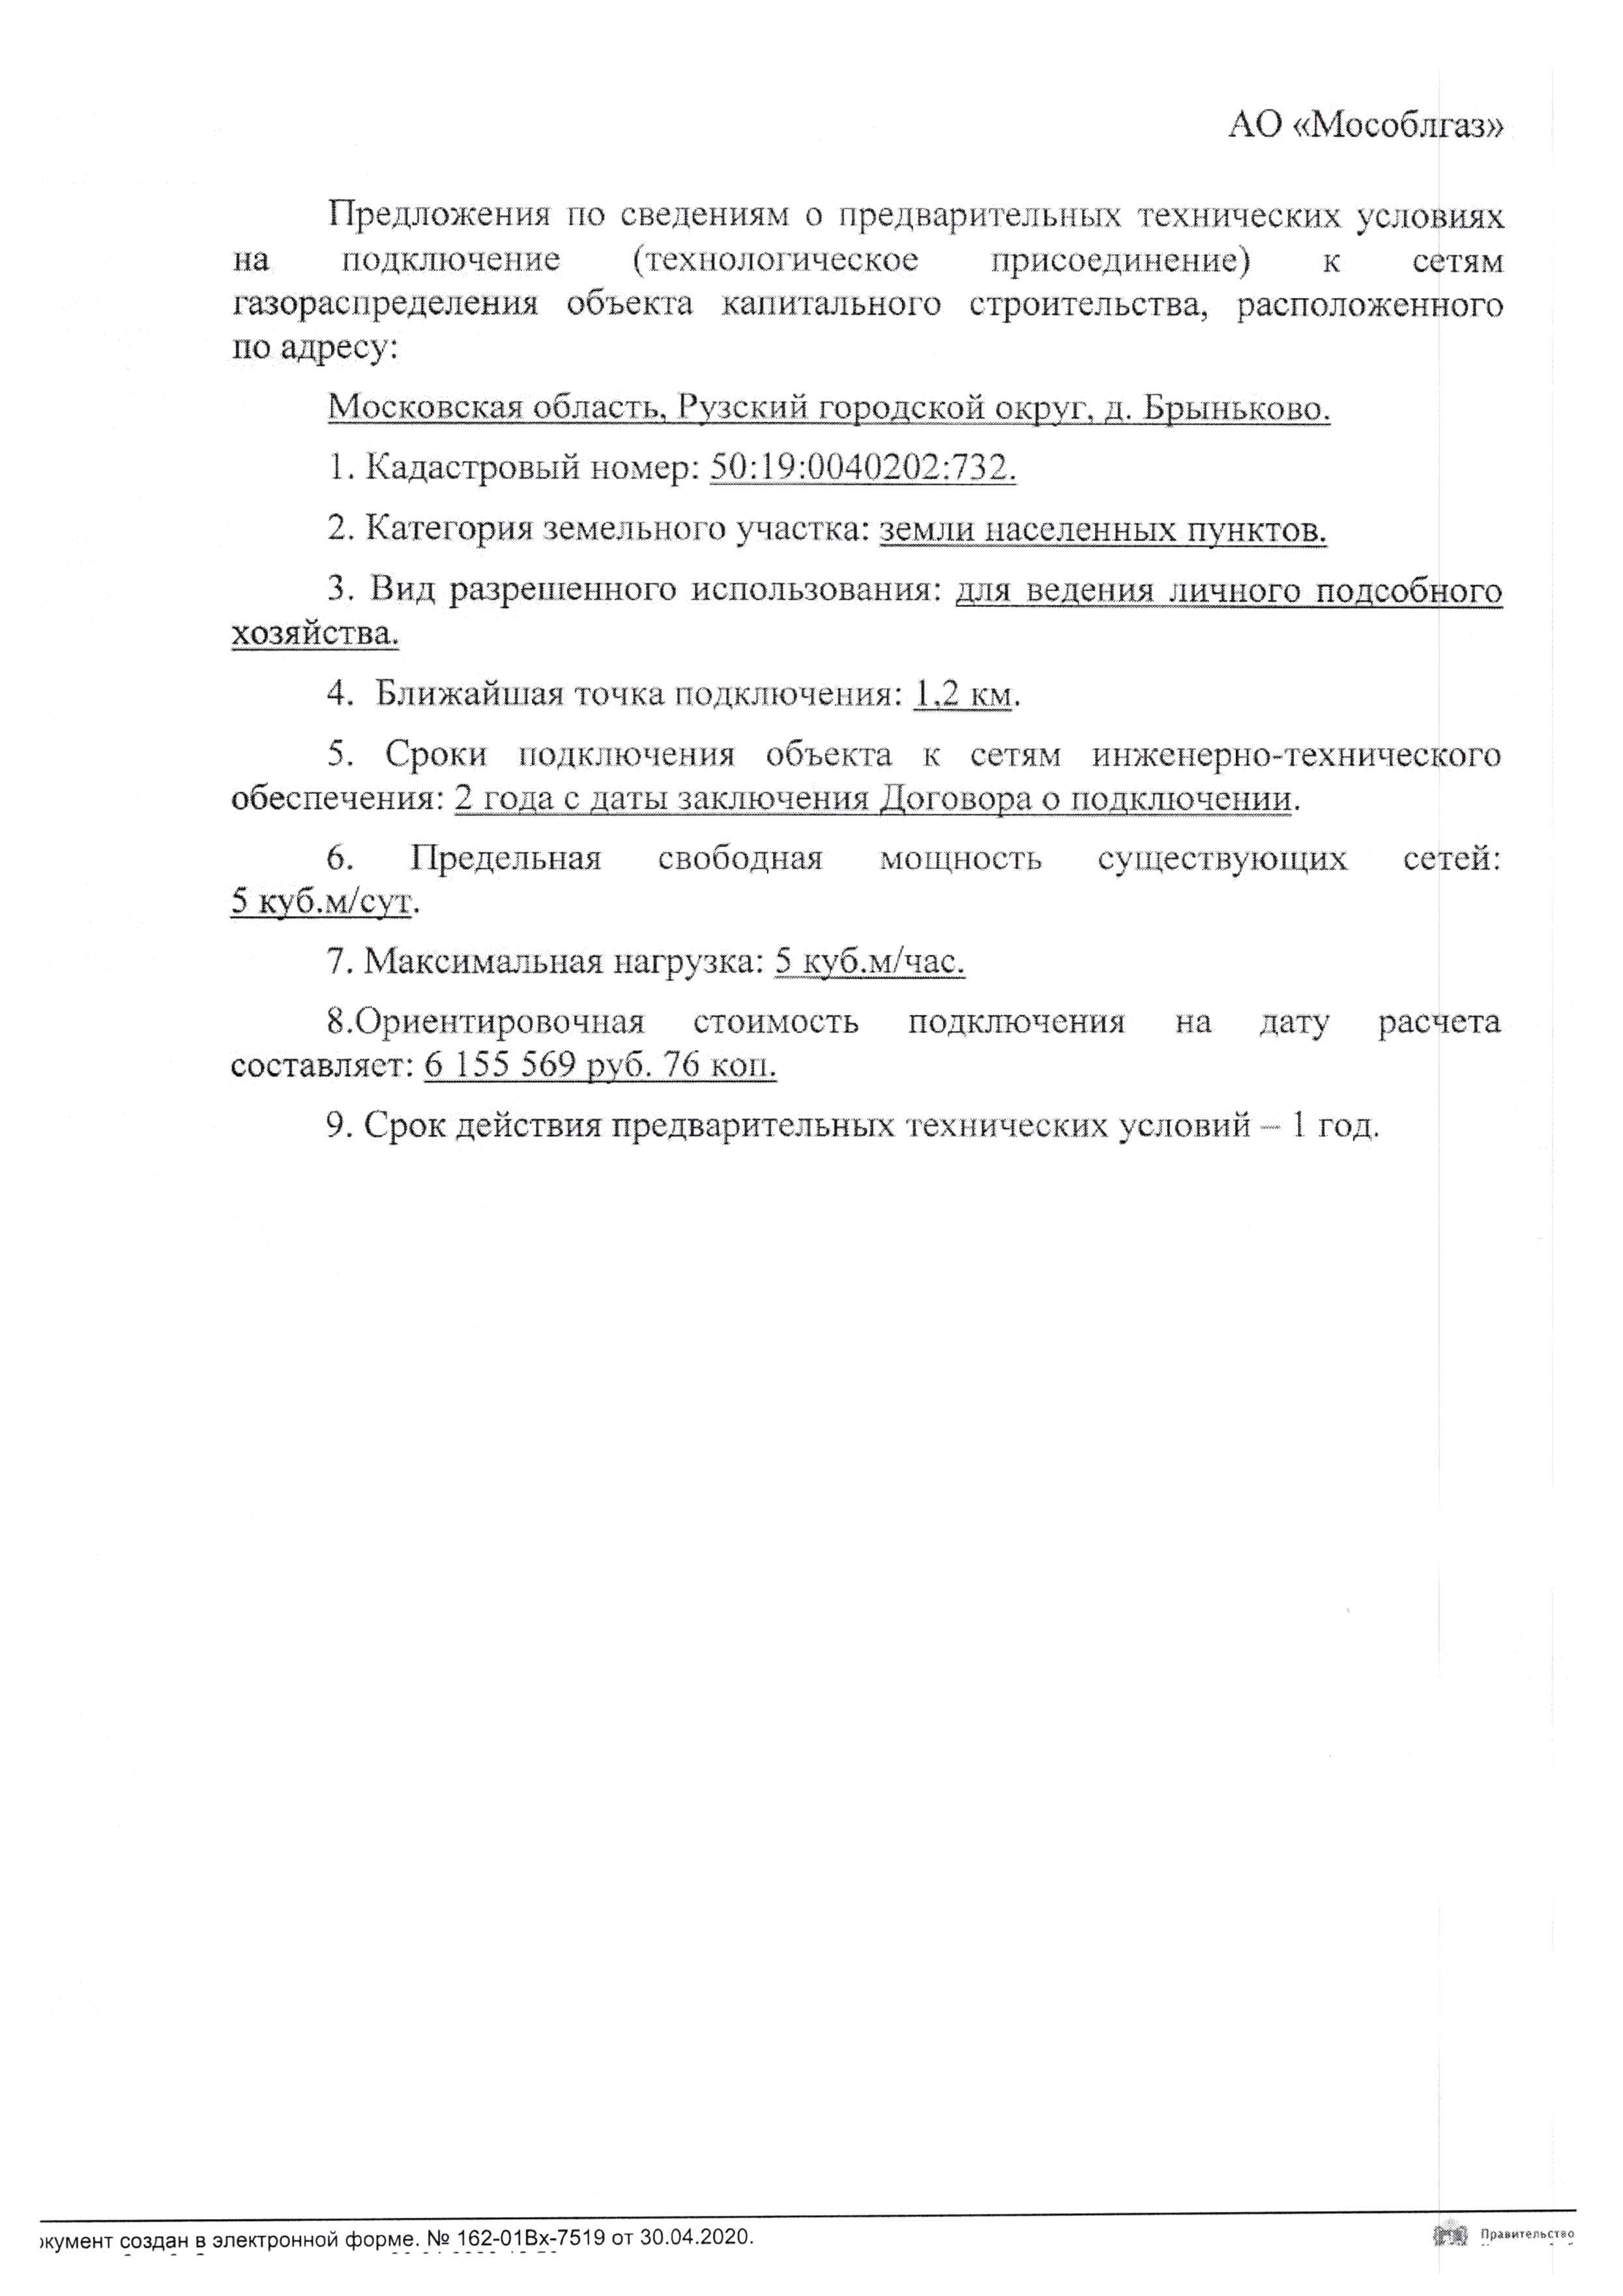 АО «Мособлгаз»
Предложения по сведениям о предварительных технических условиях
на подключение (технологическое присоединение) к сетям
газораспределения объекта капитального строительства, расположенного
по адресу:
Московская область, Рузский городской округ, д. Брыньково.
1. Кадастровый номер: 50:19:0040202:732.
2. Категория земельного участка: земли населенных пунктов.
3. Вид разрешенного использования: для ведения личного подсобного
хозяйства.
4. Ближайшая точка подключения: 1,2 км.
5. Сроки подключения объекта к сетям инженерно-технического
обеспечения: 2 года с даты заключения Договора о подключении.
6. Предельная свободная мощность существующих сетей:
5 куб.м/сут.
7. Максимальная нагрузка: 5 куб.м/час.
8.Ориентировочная стоимость подключения на дату расчета
составляет: 6 155 569 руб. 76 коп.
9. Срок действия предварительных технических условий – 1 год.
окумент создан в электронной форме. № 162-01Вх-7519 от 30.04.2020.
Правительство